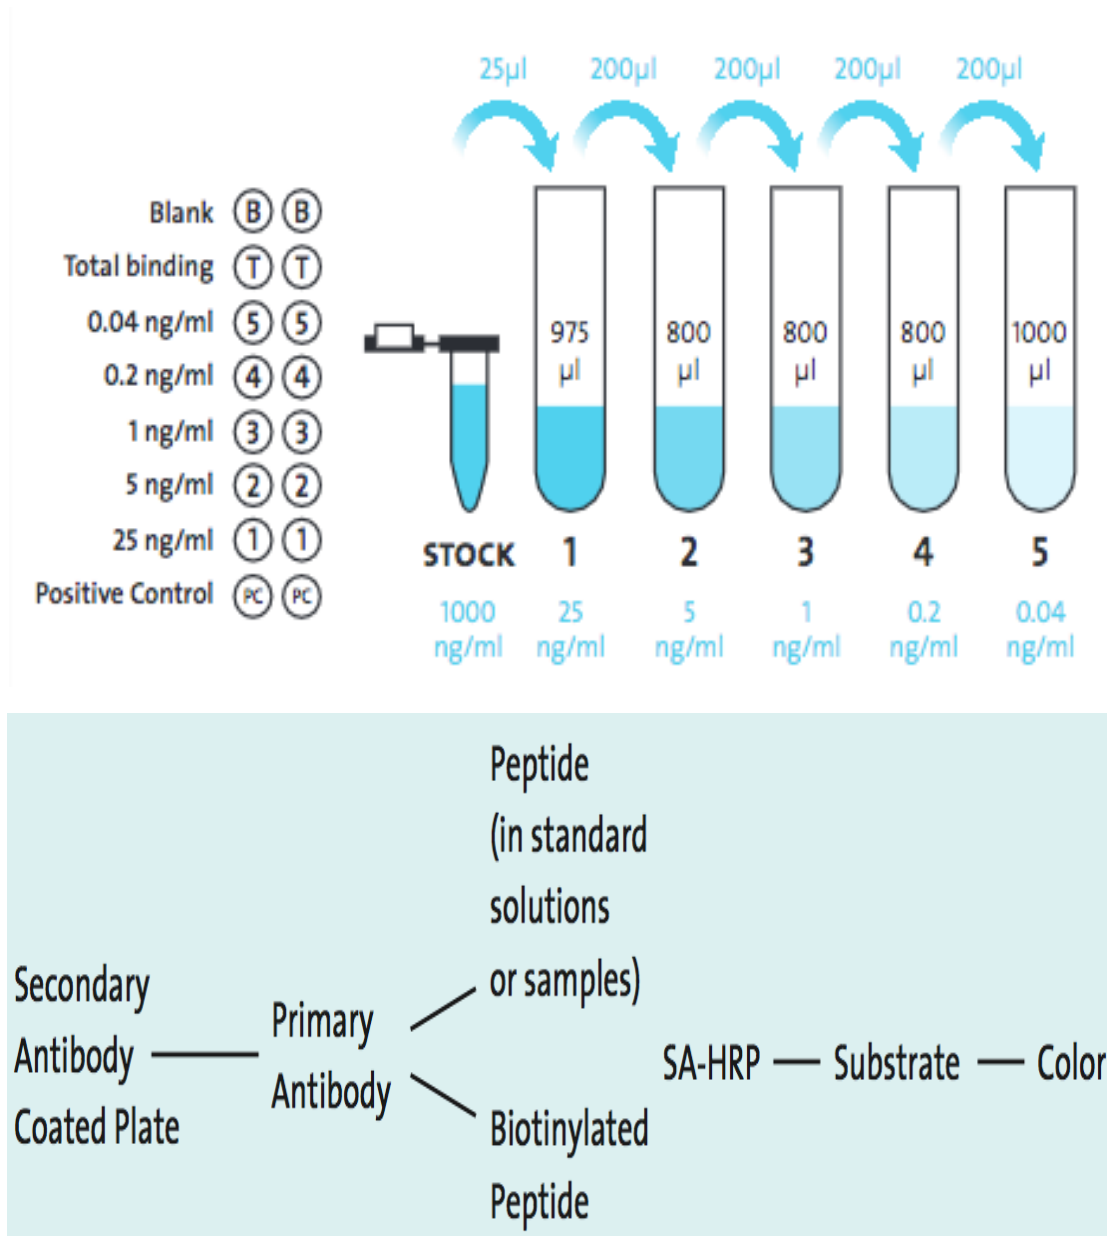 25µl 200µl 200µl 200µl 200µl
Blank B B
Total binding T T
0.04 ng/ml 5 5
0.2 ng/ml 4 4
1 ng/ml 3 3
5 ng/ml 2 2
25 ng/ml 1 1
Positive Control PC PC
975 800 800 800 1000
µl µl µl µl µl
STOCK 1 2 3 4 5
1000 25 5 1 0.2 0.04
ng/ml ng/ml ng/ml ng/ml ng/ml ng/ml
Secondary
Antibody
Coated Plate
Primary
Antibody
Peptide
(in standard
solutions
or samples)
Biotinylated
Peptide
SA-HRP Substrate Color